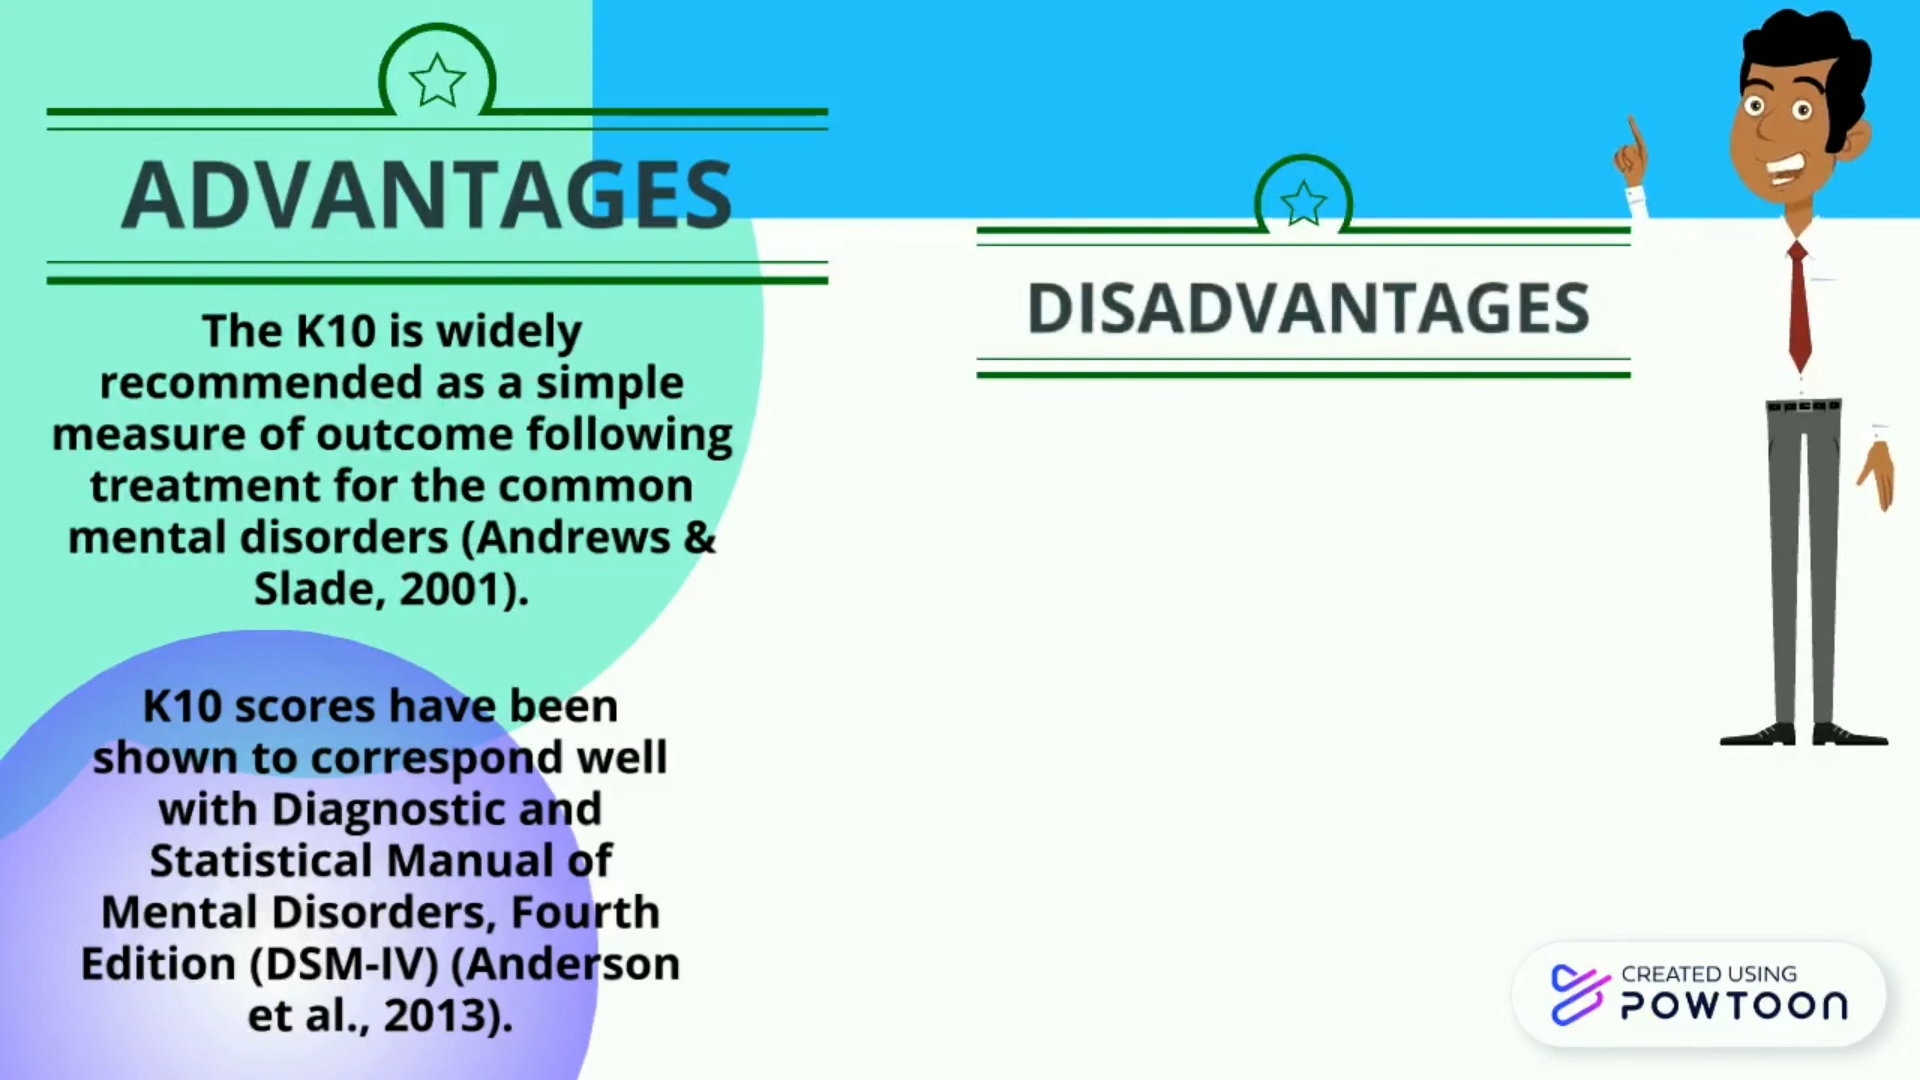 ADVANTAGES
The K10 is widely
recommended as a simple
measure of outcome following
treatment for the common
mental disorders (Andrews &
Slade, 2001).
K10 scores have been
shown to correspond well
with Diagnostic and
Statistical Manual of
Mental Disorders, Fourth
Edition (DSM-IV) (Anderson
et al., 2013).
DISADVANTAGES
CREATED USING
POWTOON